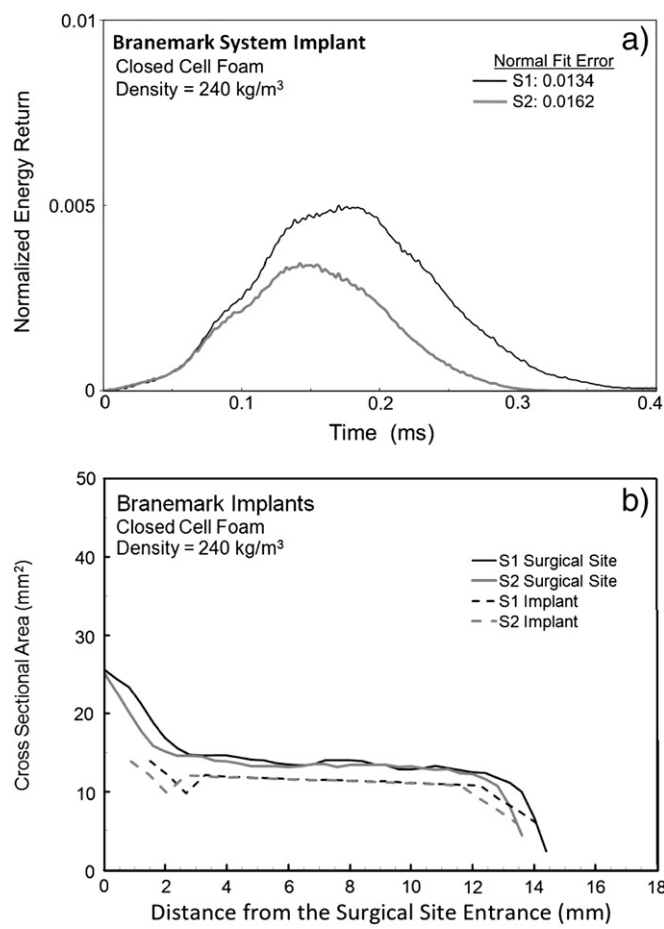 0.01
Branemark System Implant
a)
Closed Cell Foam
Density = 240 kg/m³
Normal Fit Error
S1: 0.0134
S2: 0.0162
Normalized Energy Return
0.005
0
0 0.1 0.2 0.3 0.4
Time (ms)
50
Branemark Implants
b)
Closed Cell Foam
Density = 240 kg/m³
S1 Surgical Site
S2 Surgical Site
S1 Implant
S2 Implant
Cross Sectional Area (mm²)
40
30
20
10
0
0 2 4 6 8 10 12 14 16 18
Distance from the Surgical Site Entrance (mm)